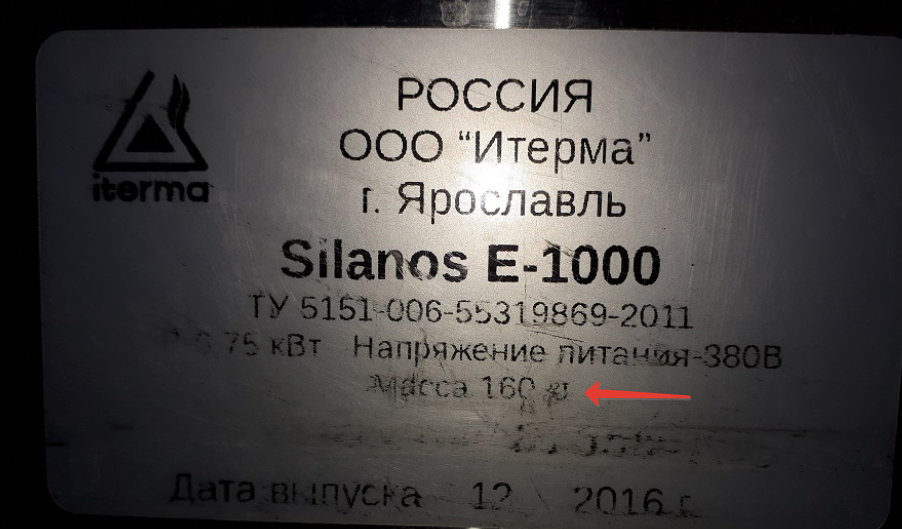 iterma
РОССИЯ
ООО “Итерма”
г. Ярославль
Silanos E-1000
ТУ 5151-006-55319869-2011
75 кВт Напряжение питания-380В
Масса 160 кг
Дата выпуска 12 2016 г.